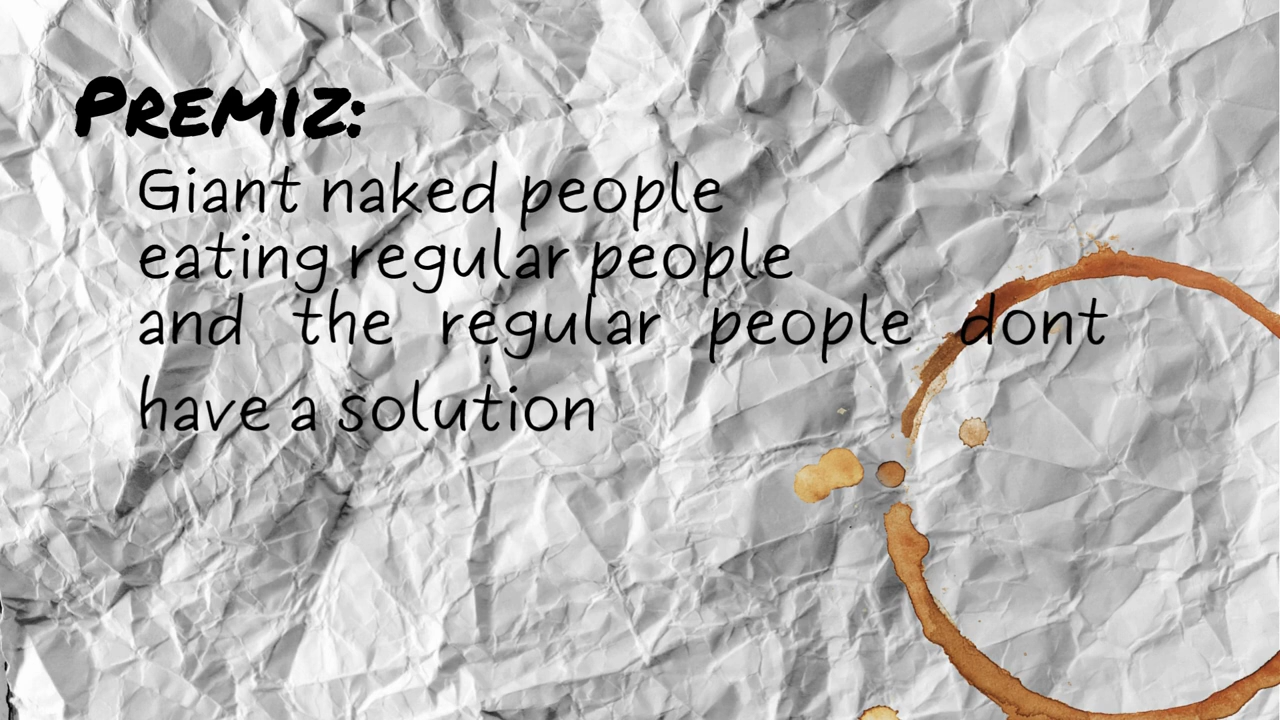 PREMIZ:
Giant naked people
eating regular people
and the regular people dont
have a solution